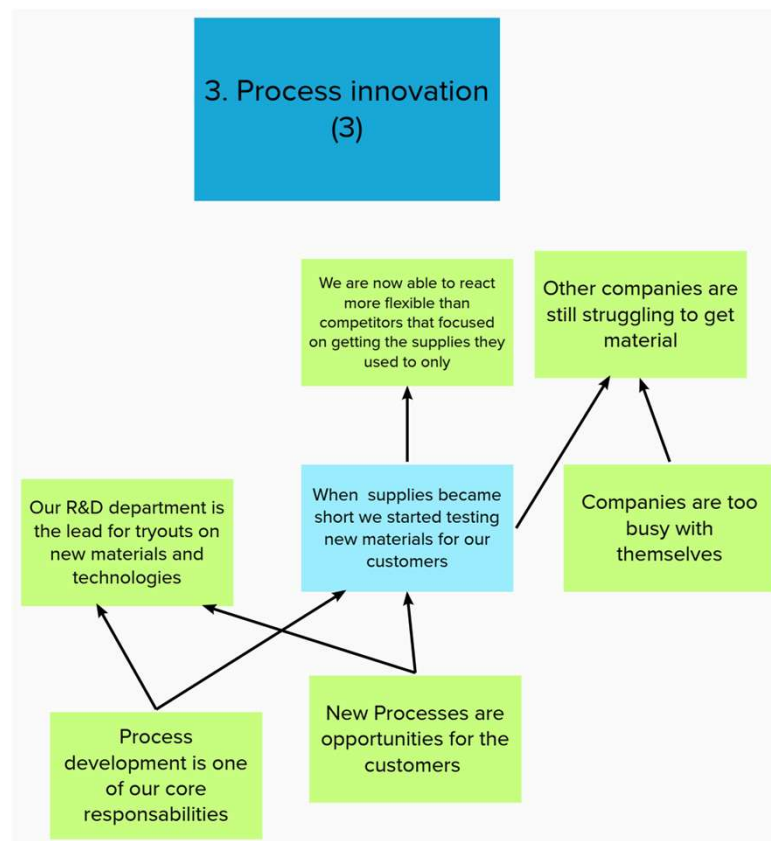 3. Process innovation
(3)
We are now able to react
more flexible than
competitors that focused
on getting the supplies they
used to only
Other companies are
still struggling to get
material
Our R&D department is
the lead for tryouts on
new materials and
technologies
When supplies became
short we started testing
new materials for our
customers
Companies are too
busy with
themselves
Process
development is one
of our core
responsabilities
New Processes are
opportunities for the
customers